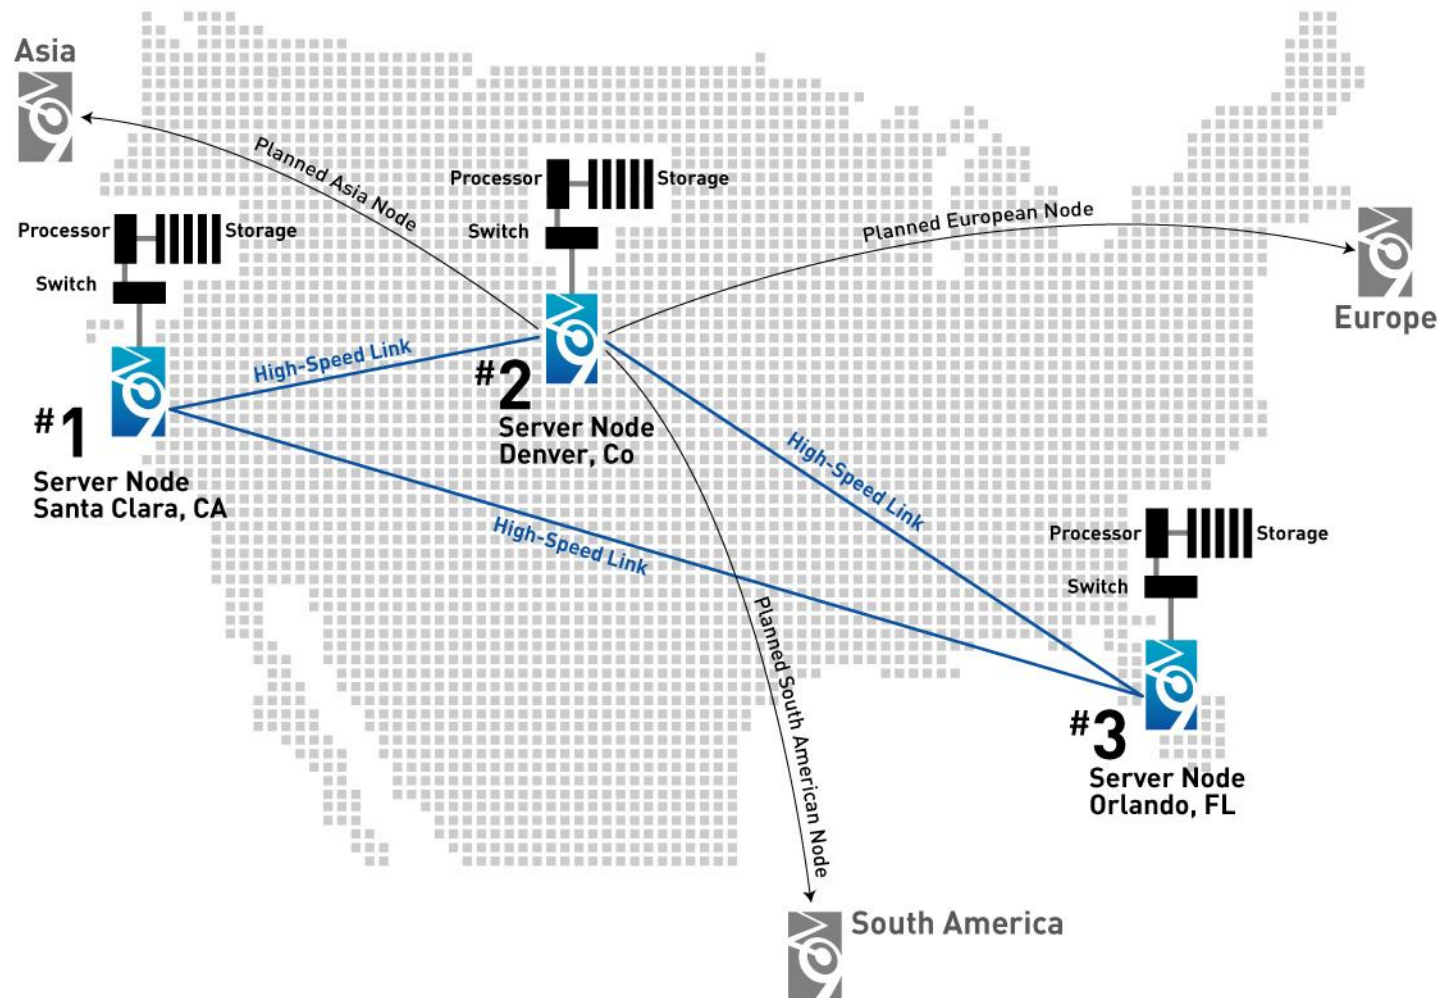 Asia
Planned Asia Node
Processor
Storage
Switch
Planned European Node
Processor
Storage
Switch
Europe
High-Speed Link
#2
Server Node
Denver, Co
#1
Server Node
Santa Clara, CA
High-Speed Link
High-Speed Link
Processor
Storage
Switch
Planned South American Node
#3
Server Node
Orlando, FL
South America